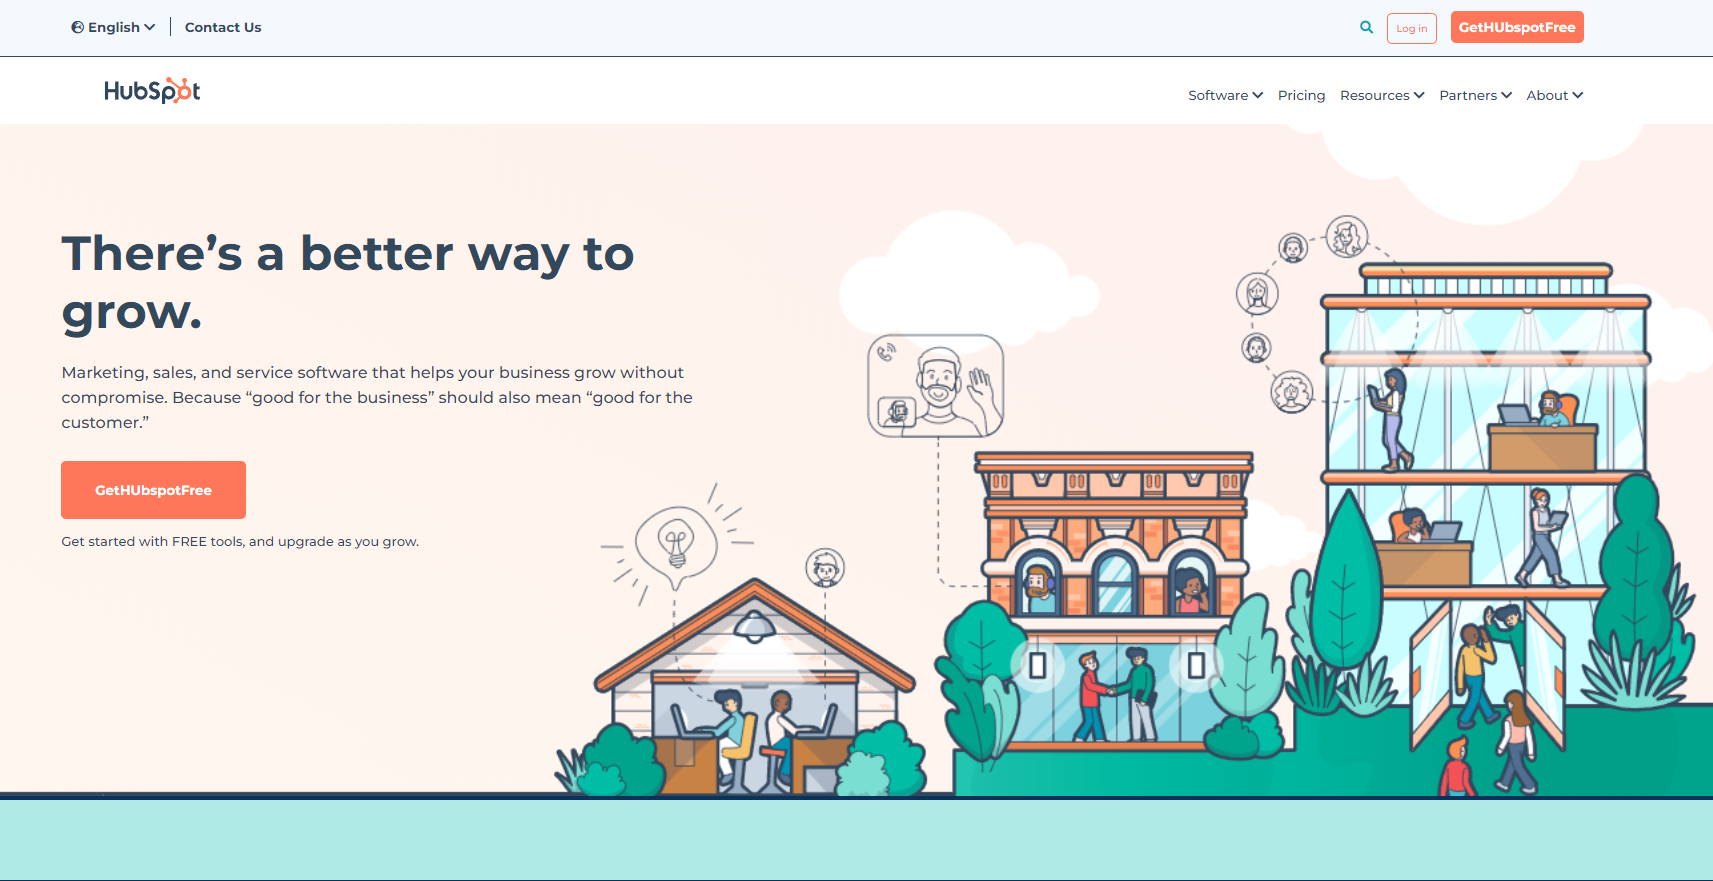 English
Contact Us
Log in
GetHUbspotFree
HubSpot
Software
Pricing
Resources
Partners
About
There’s a better way to
grow.
Marketing, sales, and service software that helps your business grow without
compromise. Because “good for the business” should also mean “good for the
customer.”
GetHUbspotFree
Get started with FREE tools, and upgrade as you grow.